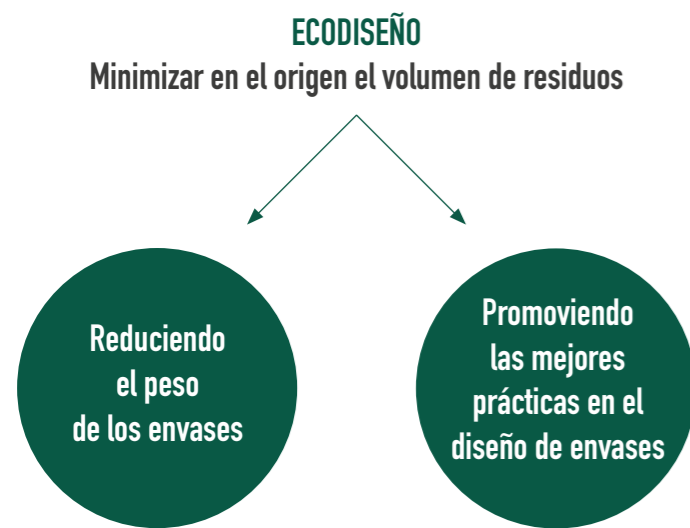 ECODISEÑO
Minimizar en el origen el volumen de residuos
Reduciendo
el peso
de los envases
Promoviendo
las mejores
prácticas en el
diseño de envases